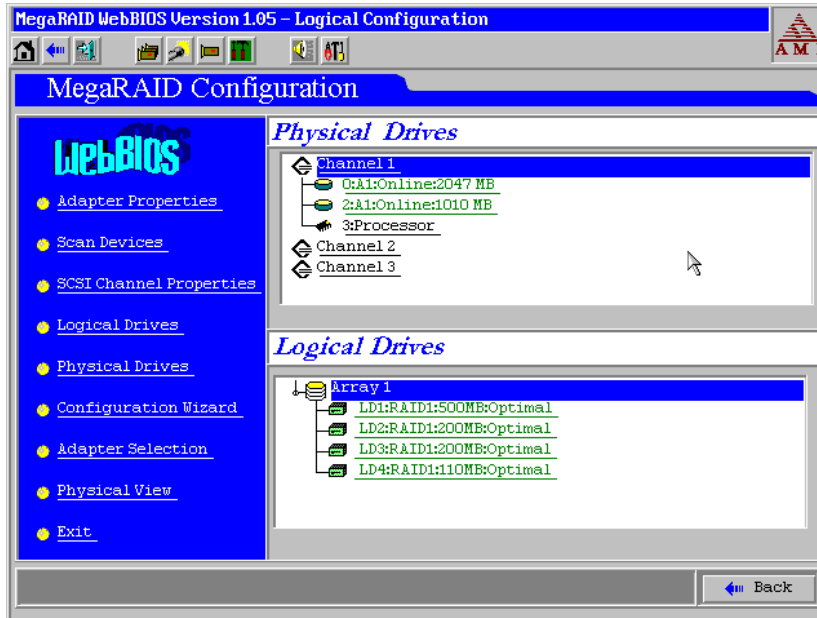 MegaRAID WebBIOS Version 1.05 – Logical Configuration
AM
MegaRAID Configuration
WebBIOS
Adapter Properties
Scan Devices
SCSI Channel Properties
Logical Drives
Physical Drives
Configuration Wizard
Adapter Selection
Physical View
Exit
Physical Drives
Channel 1
0:A1:Online:2047 MB
2:A1:Online:1010 MB
3:Processor
Channel 2
Channel 3
Logical Drives
Array 1
LD1:RAID1:500MB:Optimal
LD2:RAID1:200MB:Optimal
LD3:RAID1:200MB:Optimal
LD4:RAID1:110MB:Optimal
Back